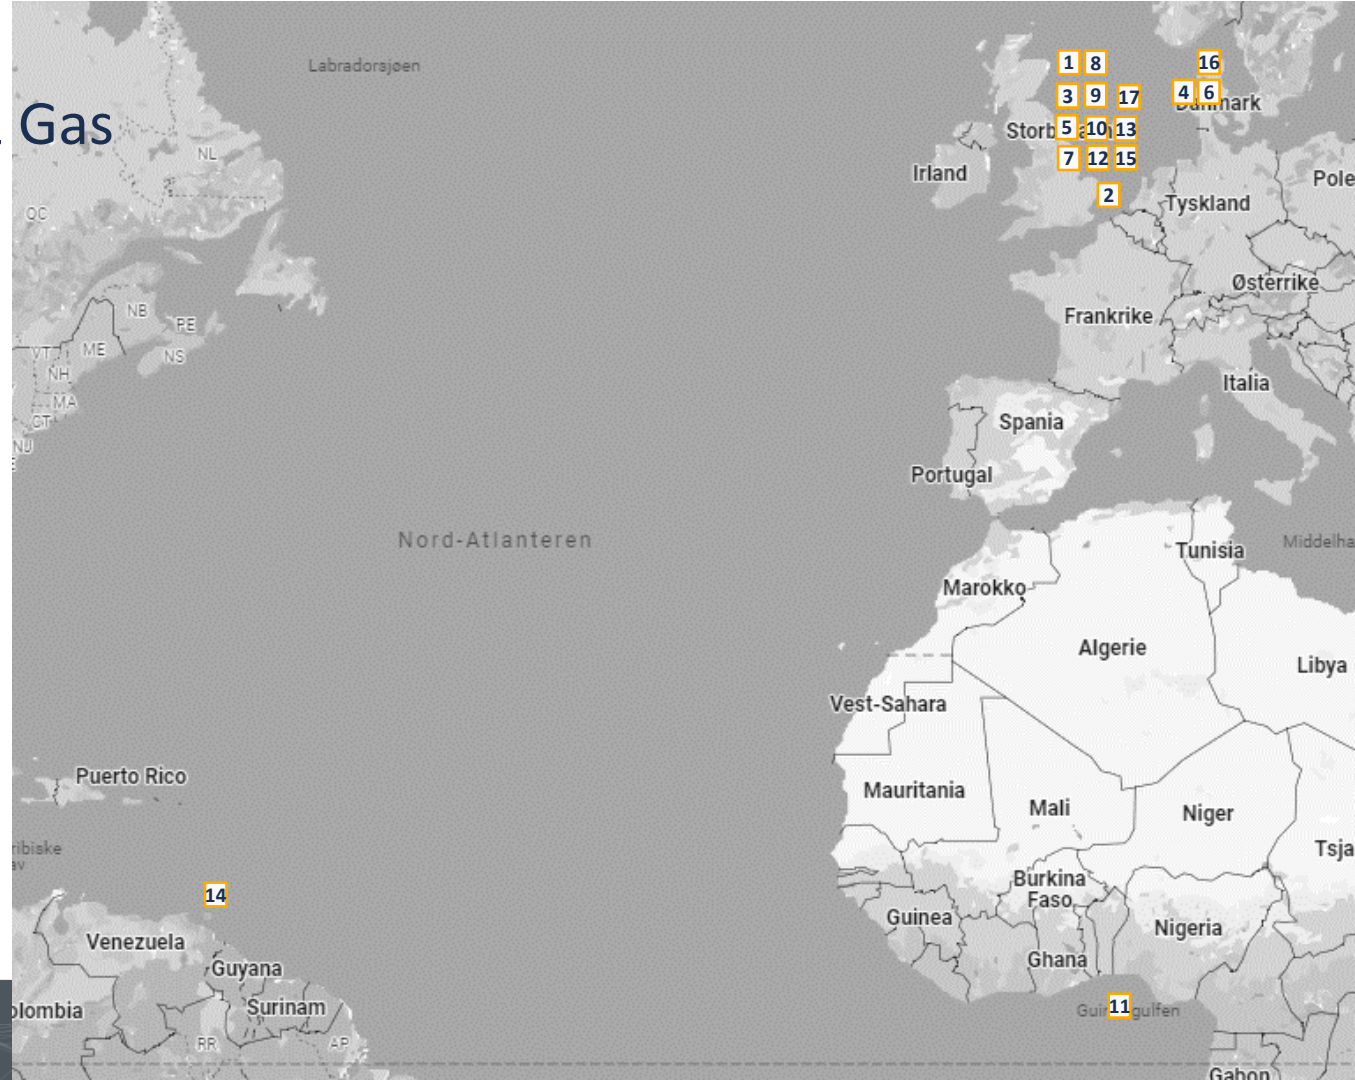 Labradorsjøen
1 8
16
3 9 17
4 6
Danmark
Gas
5 10 13
NL
7 12 15
Irland
Pole
2
Tyskland
QC
Østerrike
NB
Frankrike
PE
ME
VT
NS
NH
Italia
MA
CT
Spania
NJ
Portugal
Nord-Atlanteren
Middelha
Tunisia
Marokko
Algerie
Libya
Vest-Sahara
Puerto Rico
Mauritania
Mali
Niger
ribiske
av
Tsja
Burkina
Faso
14
Guinea
Nigeria
Venezuela
Ghana
Guyana
11
olombia
Surinam
RR
AP
Gabon